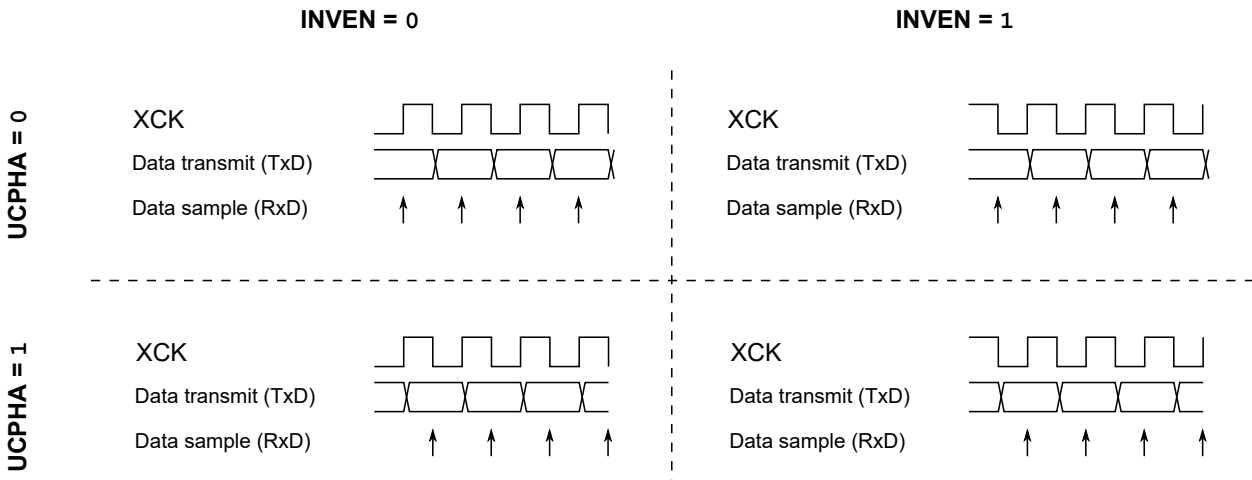 INVEN = 0
INVEN = 1
UCPHA = 0
XCK
Data transmit (TxD)
Data sample (RxD)
XCK
Data transmit (TxD)
Data sample (RxD)
UCPHA = 1
XCK
Data transmit (TxD)
Data sample (RxD)
XCK
Data transmit (TxD)
Data sample (RxD)